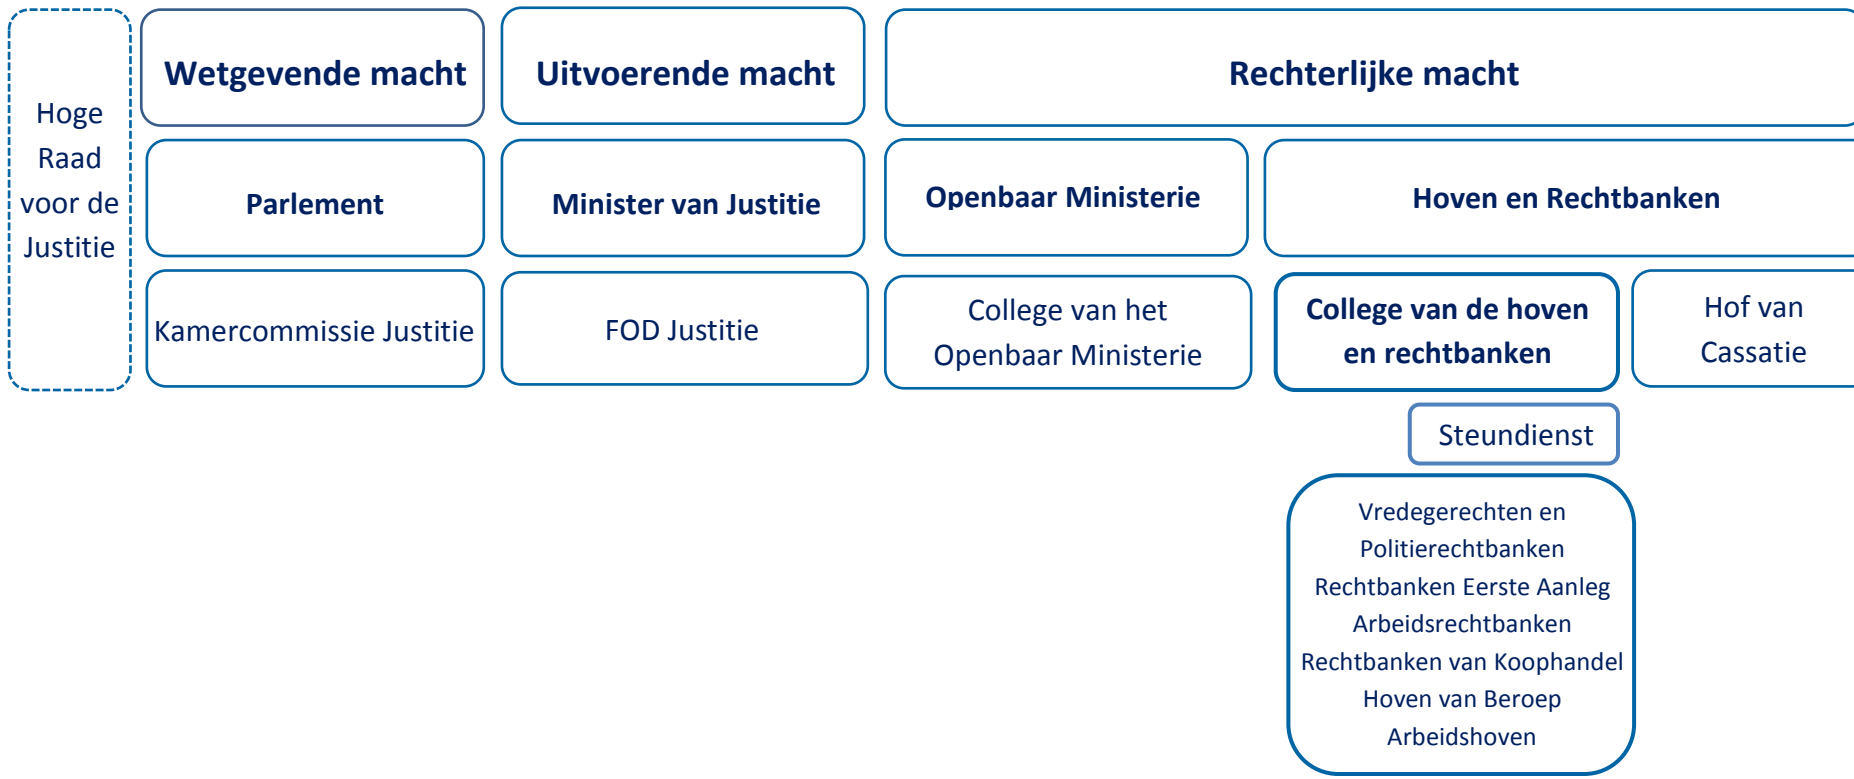 Hoge
Raad
voor de
Justitie
Wetgevende macht
Uitvoerende macht
Rechterlijke macht
Parlement
Minister van Justitie
Openbaar Ministerie
Hoven en Rechtbanken
Kamercommissie Justitie
FOD Justitie
College van het
Openbaar Ministerie
College van de hoven
en rechtbanken
Hof van
Cassatie
Steundienst
Vredegerechten en
Politierechtbanken
Rechtbanken Eerste Aanleg
Arbeidsrechtbanken
Rechtbanken van Koophandel
Hoven van Beroep
Arbeidshoven